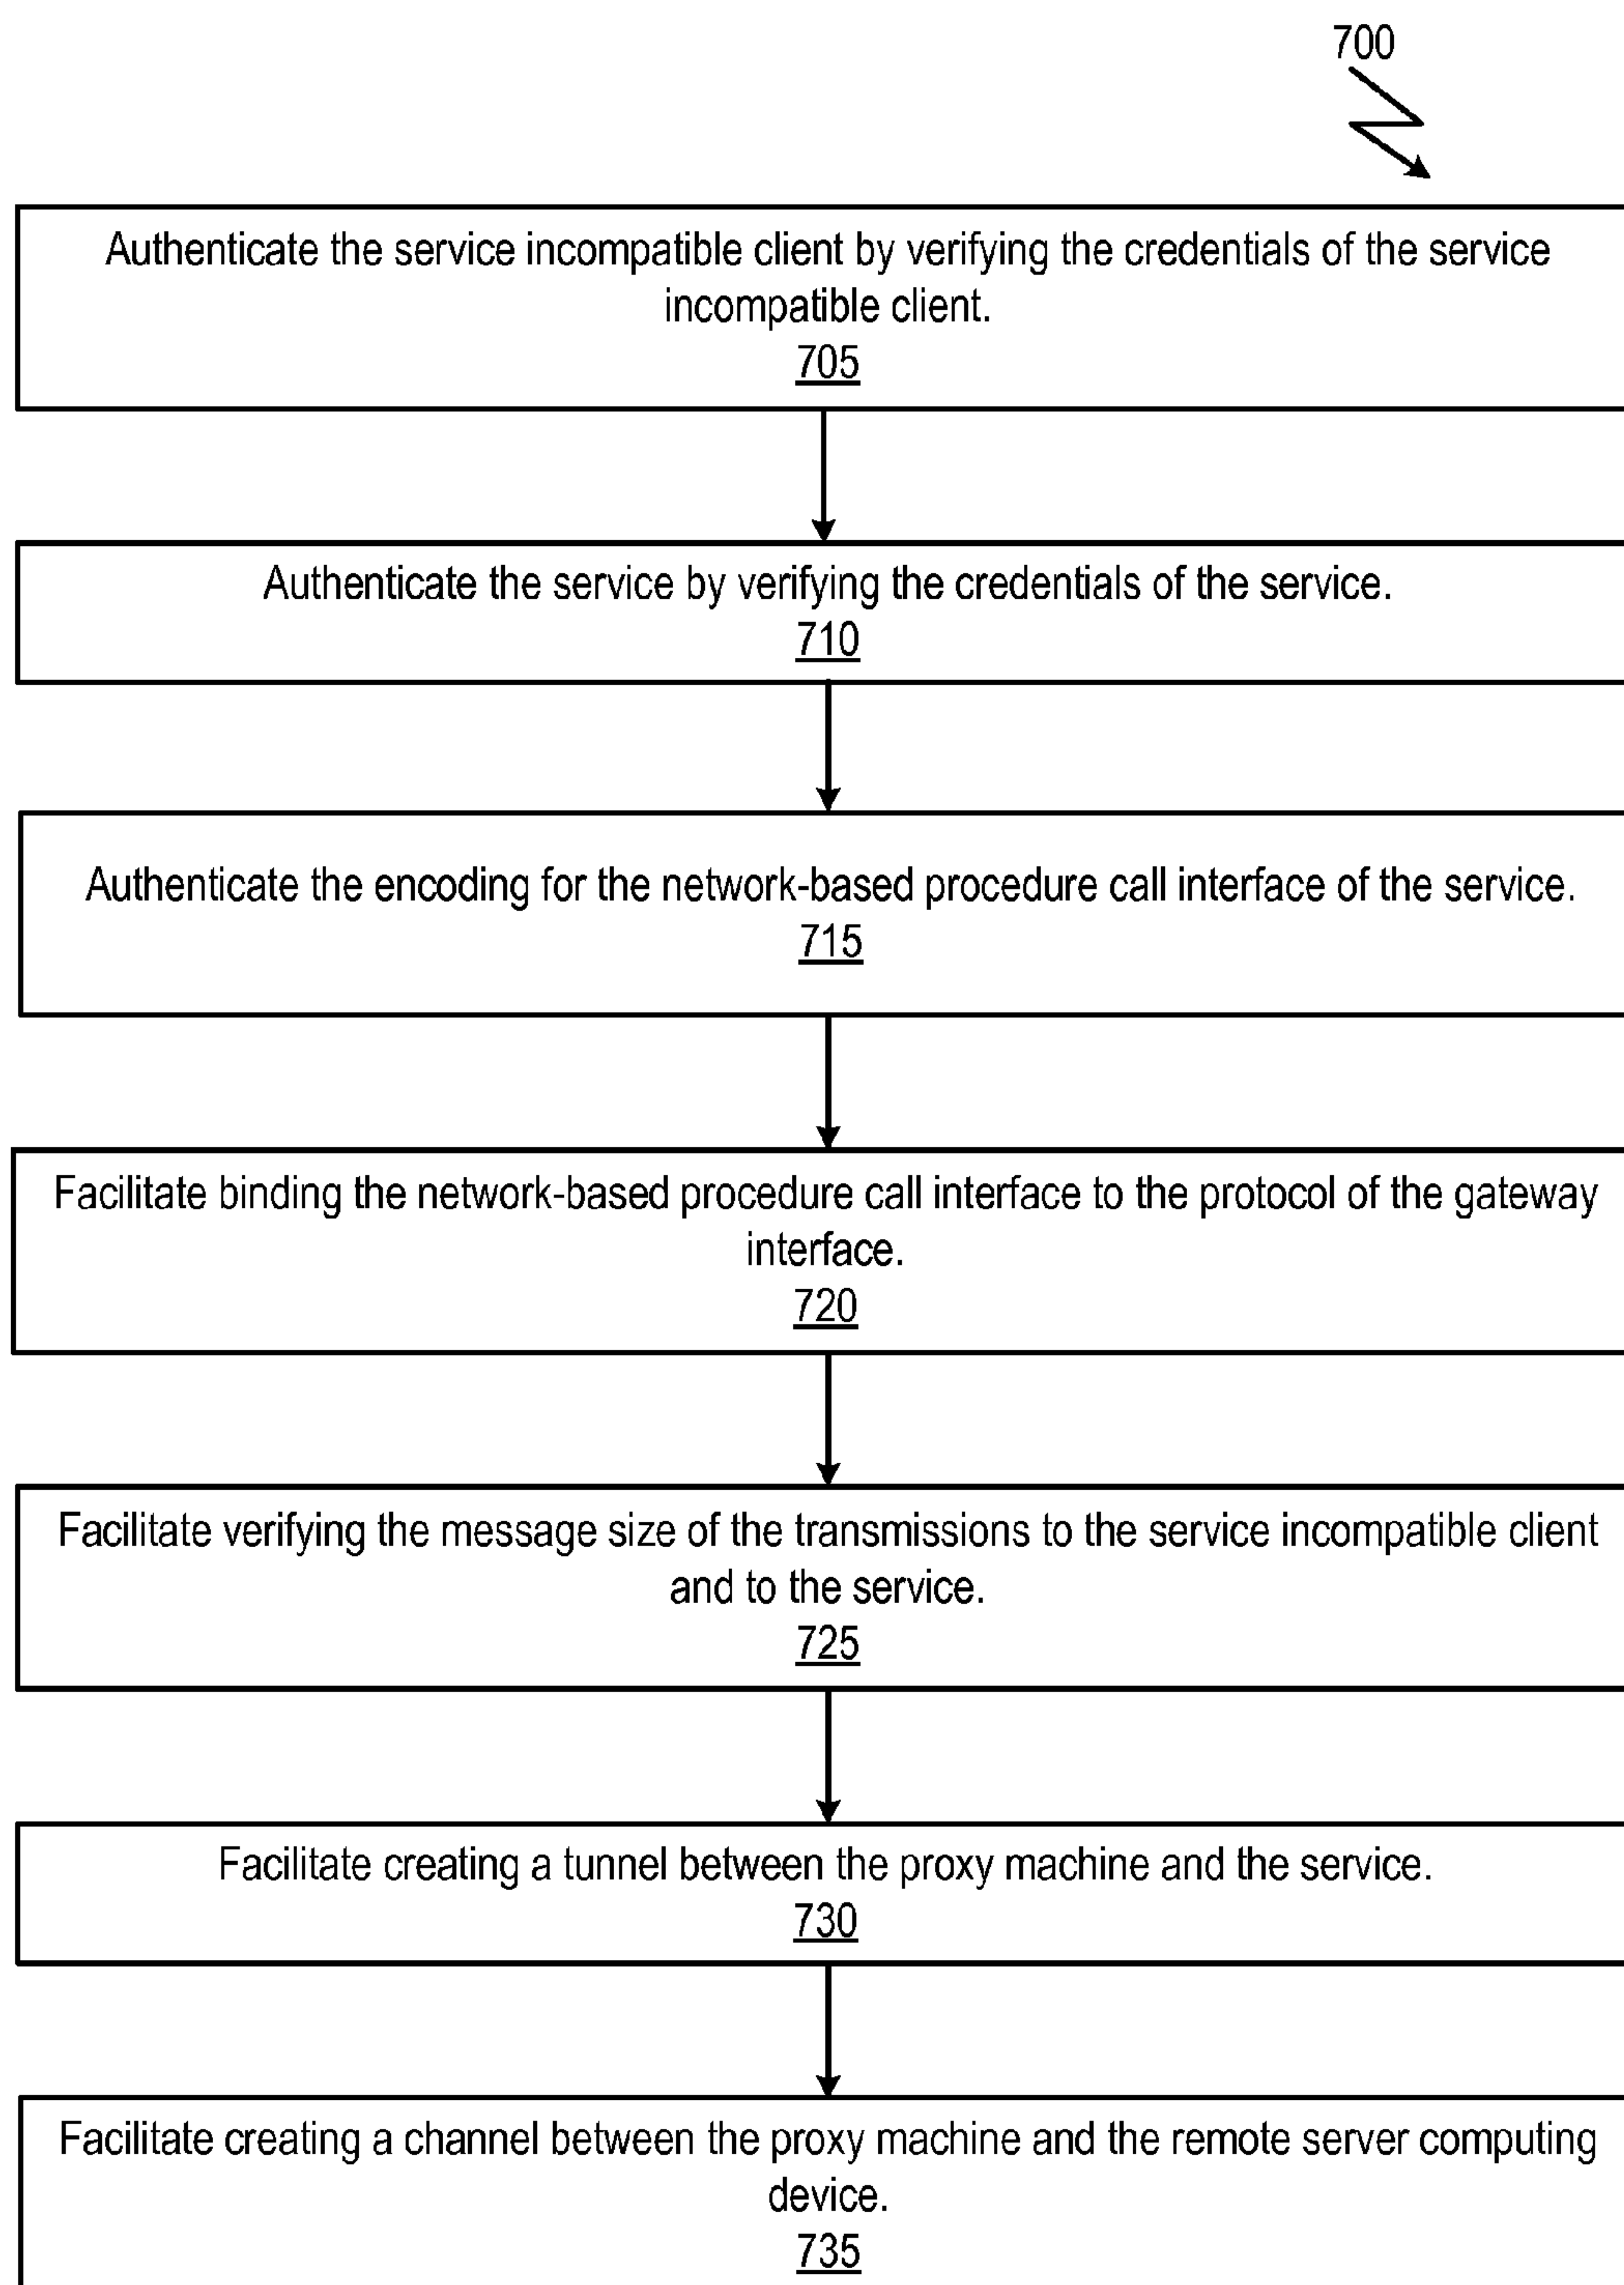 700
Authenticate the service incompatible client by verifying the credentials of the service
incompatible client.
705
Authenticate the service by verifying the credentials of the service.
710
Authenticate the encoding for the network-based procedure call interface of the service.
715
Facilitate binding the network-based procedure call interface to the protocol of the gateway
interface.
720
Facilitate verifying the message size of the transmissions to the service incompatible client
and to the service.
725
Facilitate creating a tunnel between the proxy machine and the service.
730
Facilitate creating a channel between the proxy machine and the remote server computing
device.
735